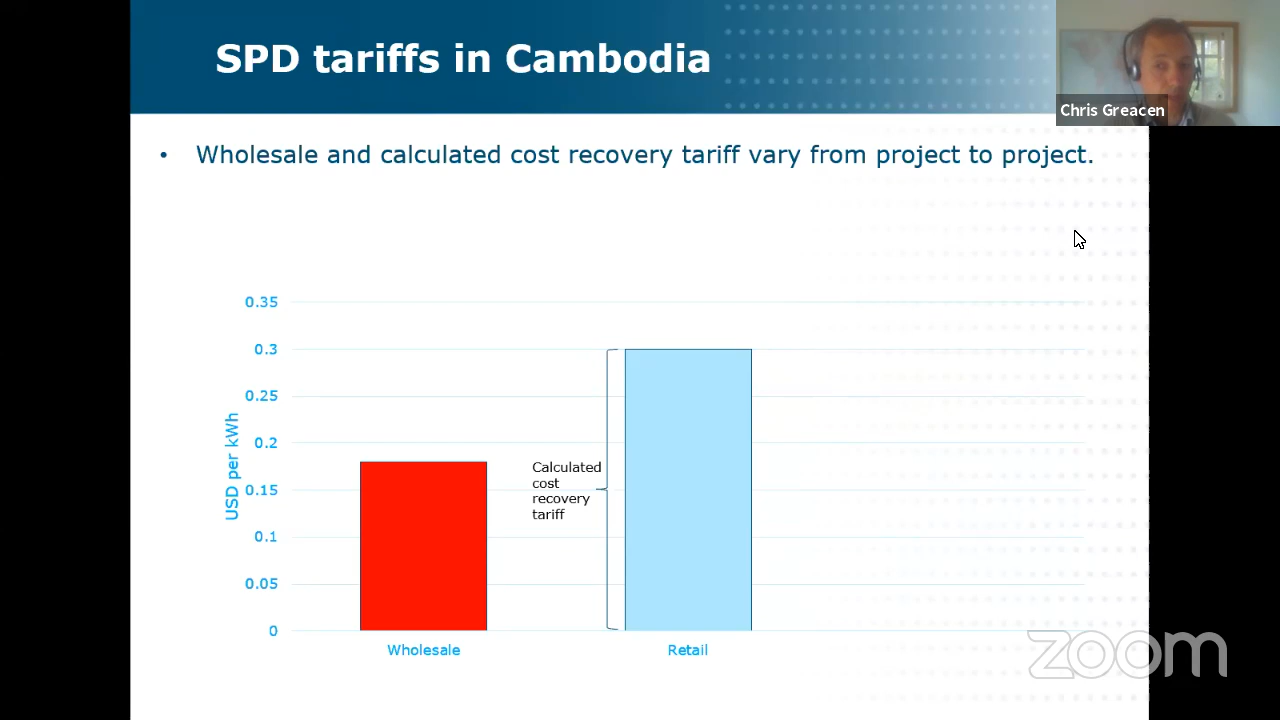 SPD tariffs in Cambodia
Chris Greacen
• Wholesale and calculated cost recovery tariff vary from project to project.
0.35
0.3
0.25
0.2
0.15
0.1
0.05
0
USD per kWh
Calculated
cost
recovery
tariff
Wholesale
Retail
zoom